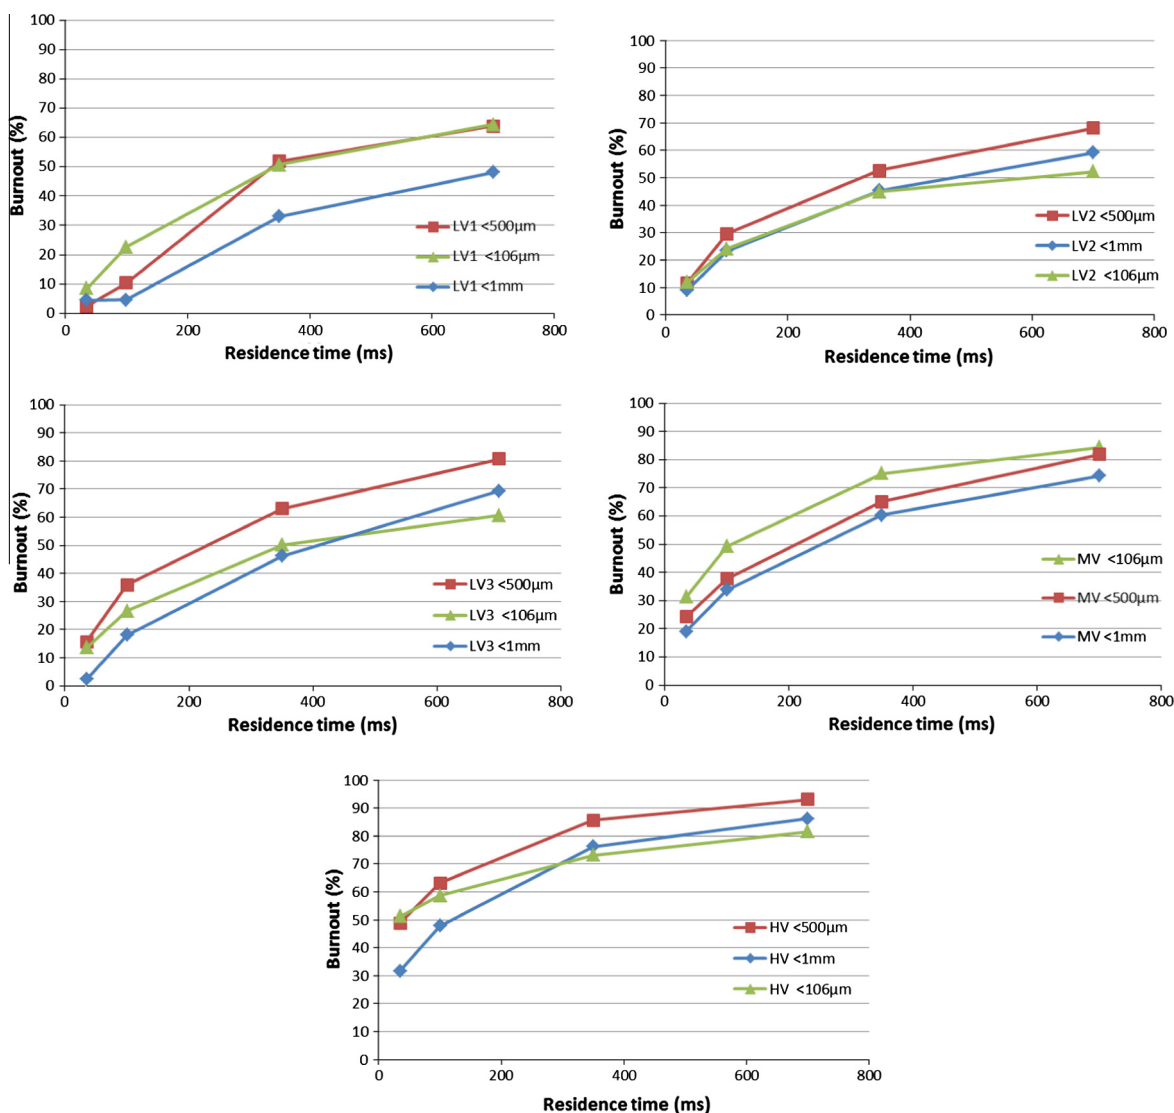 100
90
80
70
60
50
40
30
20
10
0
Burnout (%)
0 200 400 600 800
Residence time (ms)
LV1 <500µm
LV1 <106µm
LV1 <1mm
100
90
80
70
60
50
40
30
20
10
0
Burnout (%)
0 200 400 600 800
Residence time (ms)
LV2 <500µm
LV2 <1mm
LV2 <106µm
100
90
80
70
60
50
40
30
20
10
0
Burnout (%)
0 200 400 600 800
Residence time (ms)
LV3 <500µm
LV3 <106µm
LV3 <1mm
100
90
80
70
60
50
40
30
20
10
0
Burnout (%)
0 200 400 600 800
Residence time (ms)
MV <106µm
MV <500µm
MV <1mm
100
90
80
70
60
50
40
30
20
10
0
Burnout (%)
0 200 400 600 800
Residence time (ms)
HV <500µm
HV <1mm
HV <106µm